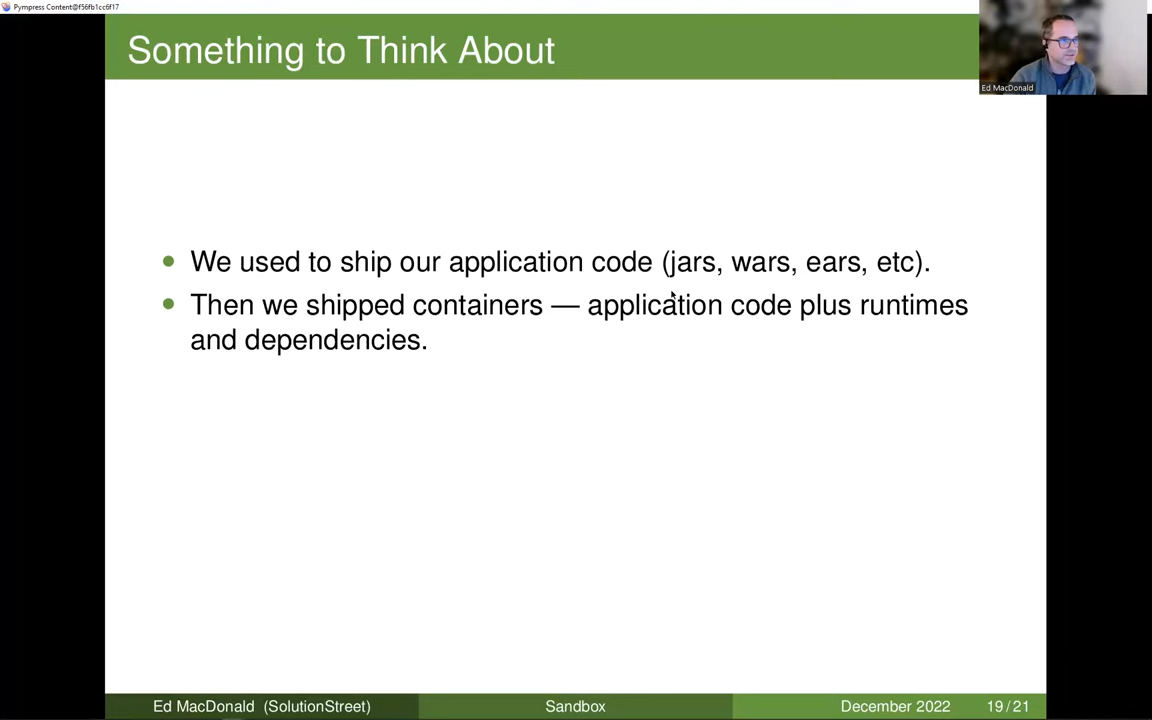 Pympress Content@f56fb1cc6f17
Something to Think About
Ed MacDonald
We used to ship our application code (jars, wars, ears, etc).
Then we shipped containers — application code plus runtimes
and dependencies.
Ed MacDonald (SolutionStreet)
Sandbox
December 2022
19/21